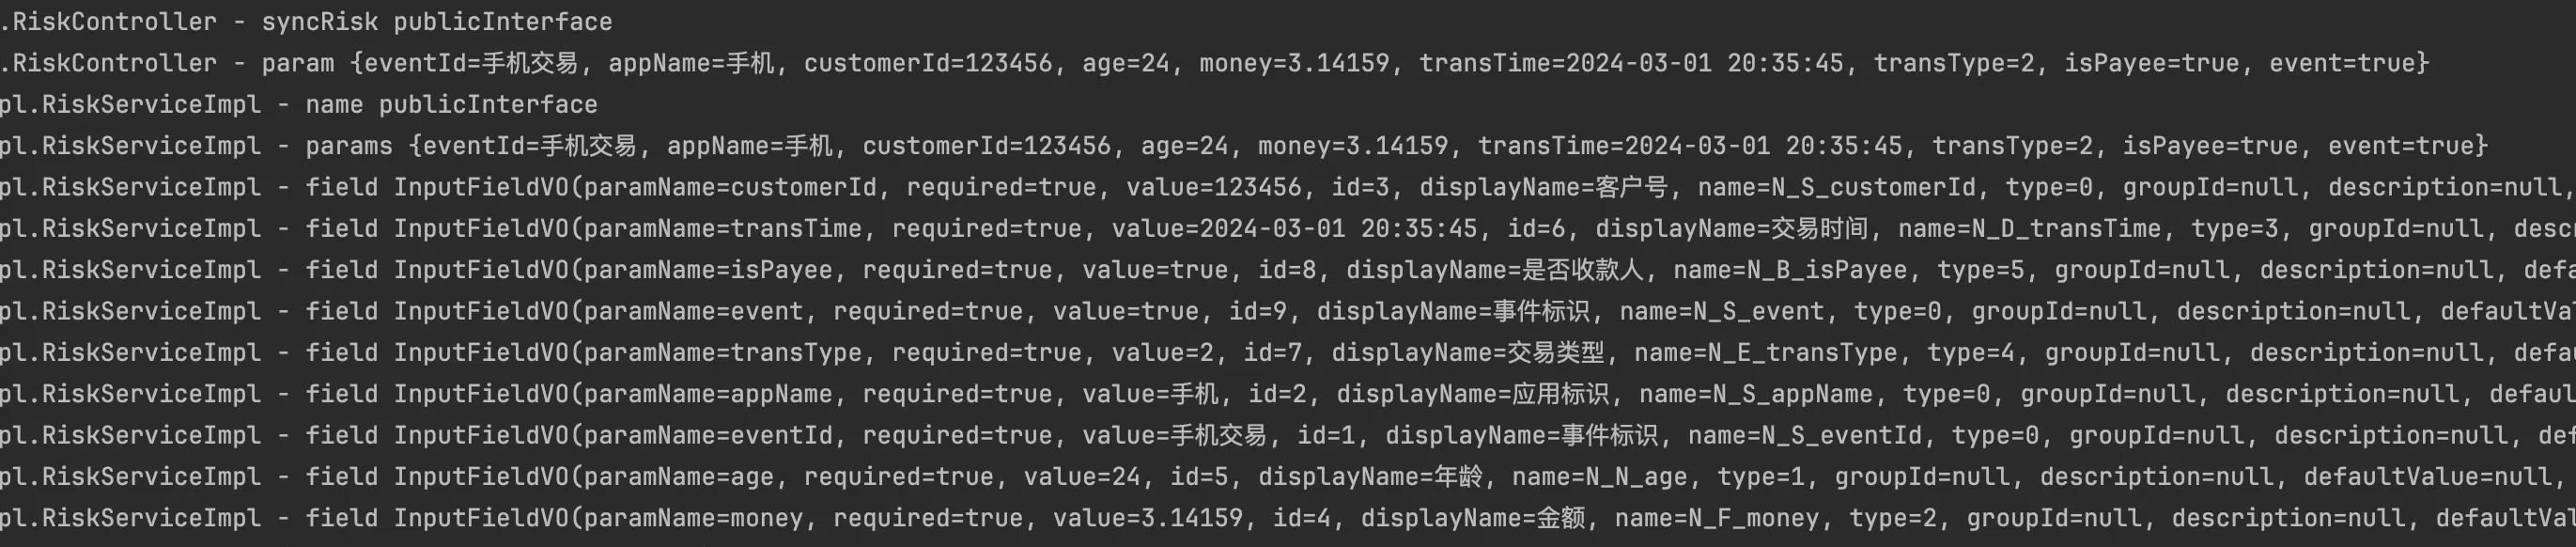 .RiskController - syncRisk publicInterface
.RiskController - param {eventId=手机交易, appName=手机, customerId=123456, age=24, money=3.14159, transTime=2024-03-01 20:35:45, transType=2, isPayee=true, event=true}
pl.RiskServiceImpl - name publicInterface
pl.RiskServiceImpl - params {eventId=手机交易, appName=手机, customerId=123456, age=24, money=3.14159, transTime=2024-03-01 20:35:45, transType=2, isPayee=true, event=true}
pl.RiskServiceImpl - field InputFieldVO(paramName=customerId, required=true, value=123456, id=3, displayName=客户号, name=N_S_customerId, type=0, groupId=null, description=null,
pl.RiskServiceImpl - field InputFieldVO(paramName=transTime, required=true, value=2024-03-01 20:35:45, id=6, displayName=交易时间, name=N_D_transTime, type=3, groupId=null, desc
pl.RiskServiceImpl - field InputFieldVO(paramName=isPayee, required=true, value=true, id=8, displayName=是否收款人, name=N_B_isPayee, type=5, groupId=null, description=null, defa
pl.RiskServiceImpl - field InputFieldVO(paramName=event, required=true, value=true, id=9, displayName=事件标识, name=N_S_event, type=0, groupId=null, description=null, defaultVal
pl.RiskServiceImpl - field InputFieldVO(paramName=transType, required=true, value=2, id=7, displayName=交易类型, name=N_E_transType, type=4, groupId=null, description=null, defau
pl.RiskServiceImpl - field InputFieldVO(paramName=appName, required=true, value=手机, id=2, displayName=应用标识, name=N_S_appName, type=0, groupId=null, description=null, defaul
pl.RiskServiceImpl - field InputFieldVO(paramName=eventId, required=true, value=手机交易, id=1, displayName=事件标识, name=N_S_eventId, type=0, groupId=null, description=null, def
pl.RiskServiceImpl - field InputFieldVO(paramName=age, required=true, value=24, id=5, displayName=年龄, name=N_N_age, type=1, groupId=null, description=null, defaultValue=null,
pl.RiskServiceImpl - field InputFieldVO(paramName=money, required=true, value=3.14159, id=4, displayName=金额, name=N_F_money, type=2, groupId=null, description=null, defaultVal